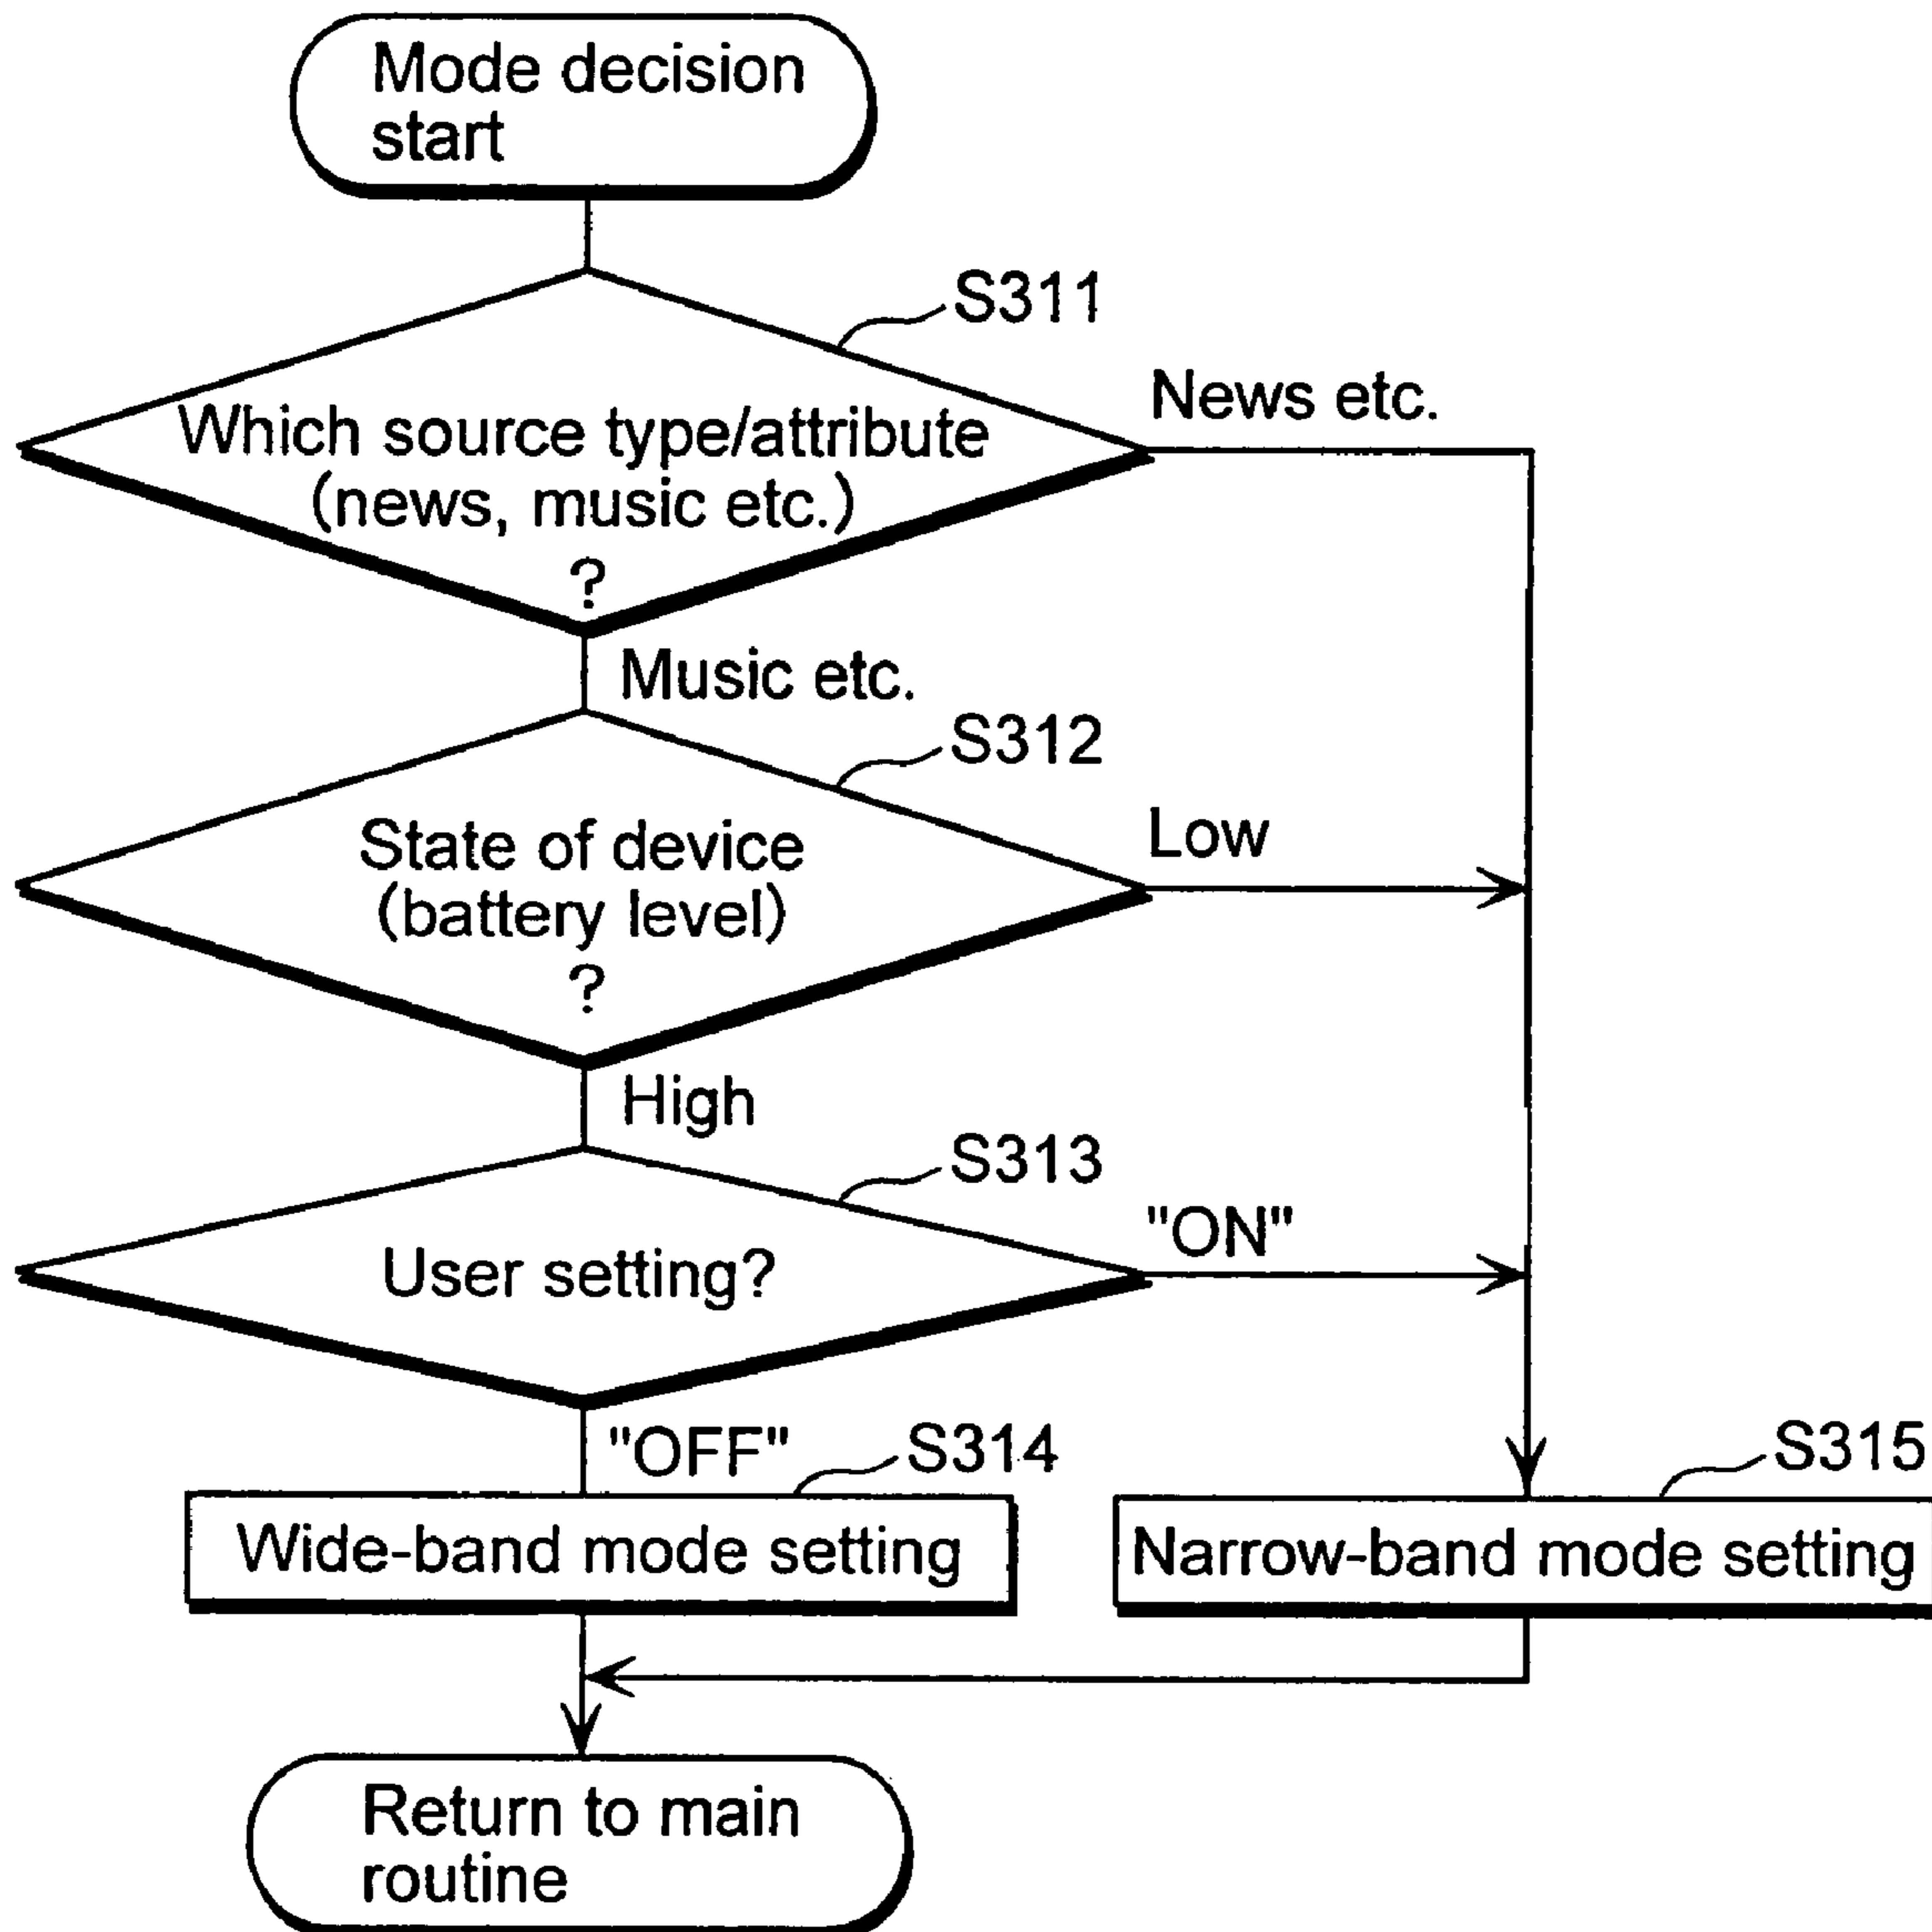 Mode decision
start
S311
News etc.
Which source type/attribute
(news, music etc.)
?
Music etc.
S312
Low
State of device
(battery level)
?
High
S313
"ON"
User setting?
"OFF"
S314
S315
Wide-band mode setting
Narrow-band mode setting
Return to main
routine